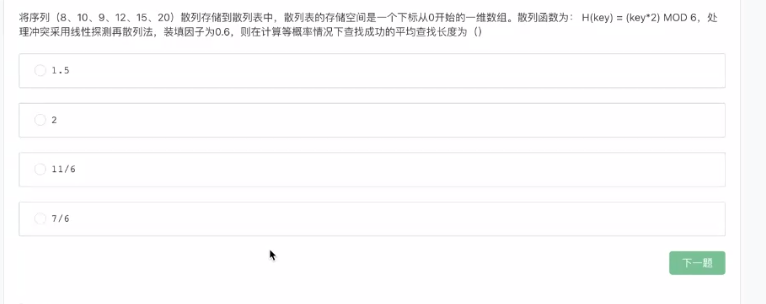 将序列（8、10、9、12、15、20）散列存储到散列表中，散列表的存储空间是一个下标从0开始的一维数组。散列函数为： H(key) = (key*2) MOD 6，处
理冲突采用线性探测再散列法，装填因子为0.6，则在计算等概率情况下查找成功的平均查找长度为（）
1.5
2
11/6
7/6
下一题